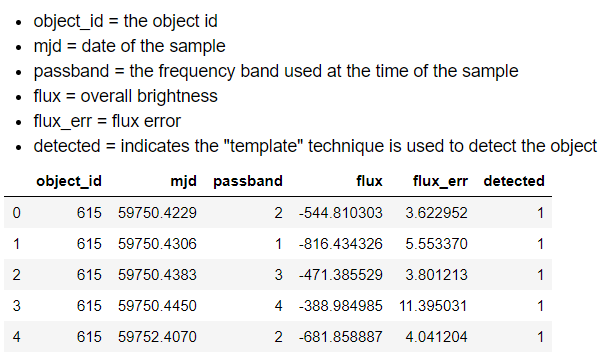 • object_id = the object id
• mjd = date of the sample
• passband = the frequency band used at the time of the sample
• flux = overall brightness
• flux_err = flux error
• detected = indicates the "template" technique is used to detect the object
object_id mjd passband flux flux_err detected
0 615 59750.4229 2 -544.810303 3.622952 1
1 615 59750.4306 1 -816.434326 5.553370 1
2 615 59750.4383 3 -471.385529 3.801213 1
3 615 59750.4450 4 -388.984985 11.395031 1
4 615 59752.4070 2 -681.858887 4.041204 1